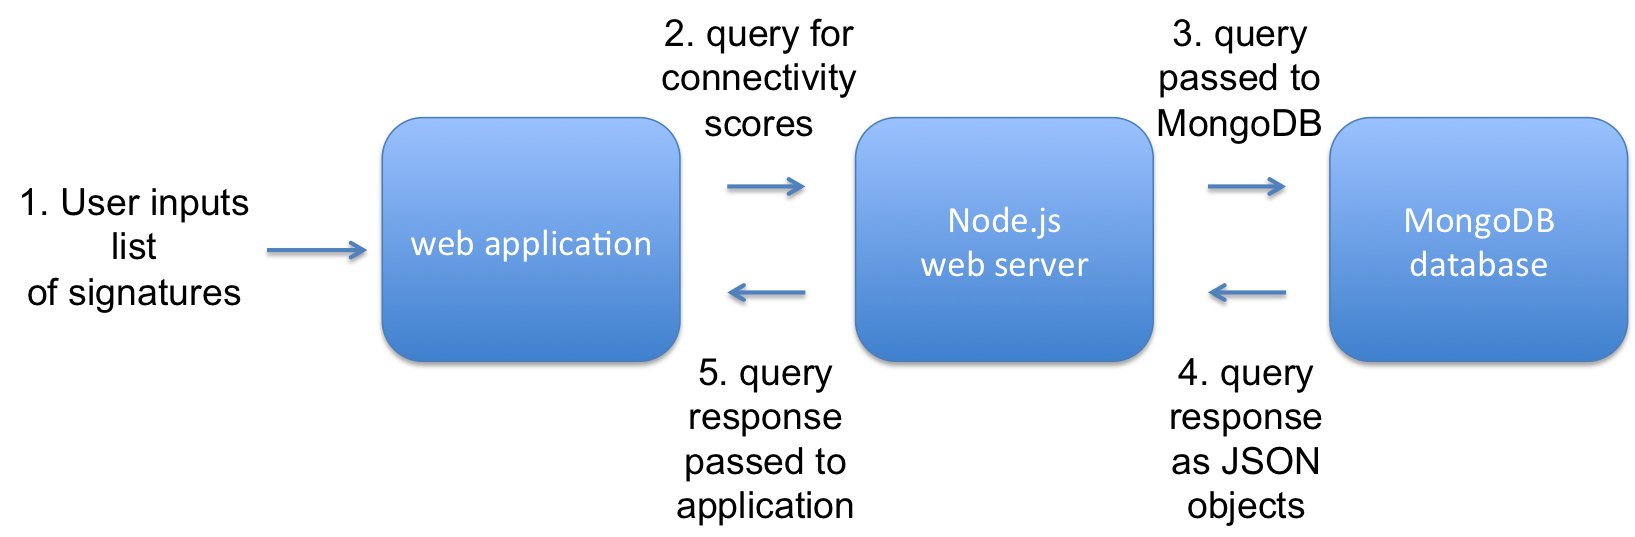 1. User inputs
list
of signatures
web application
2. query for
connectivity
scores
Node.js
web server
3. query
passed to
MongoDB
MongoDB
database
4. query
response
as JSON
objects
5. query
response
passed to
application